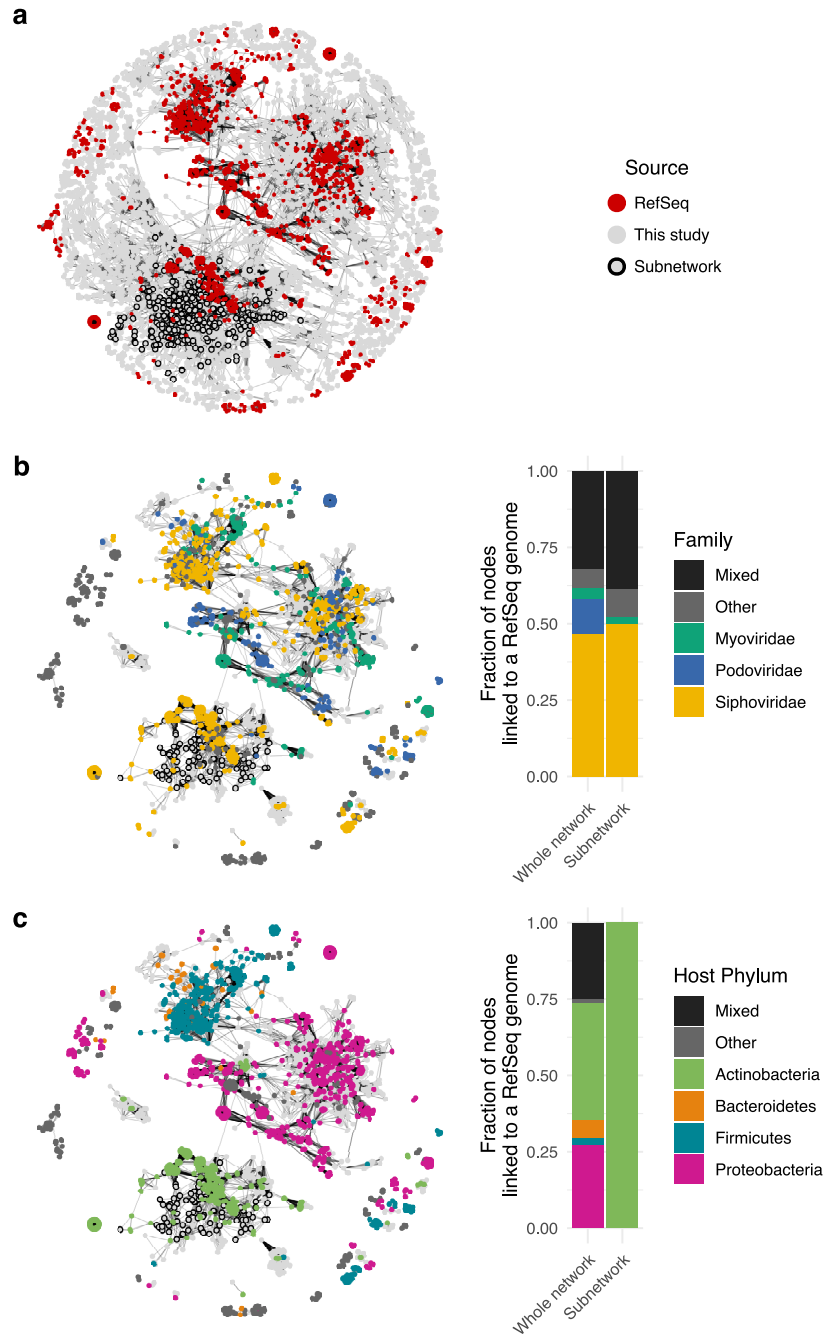 a
Source
RefSeq
This study
Subnetwork
b
Fraction of nodes
linked to a RefSeq genome
1.00
0.75
0.50
0.25
0.00
Whole network
Subnetwork
Family
Mixed
Other
Myoviridae
Podoviridae
Siphoviridae
c
Fraction of nodes
linked to a RefSeq genome
1.00
0.75
0.50
0.25
0.00
Whole network
Subnetwork
Host Phylum
Mixed
Other
Actinobacteria
Bacteroidetes
Firmicutes
Proteobacteria